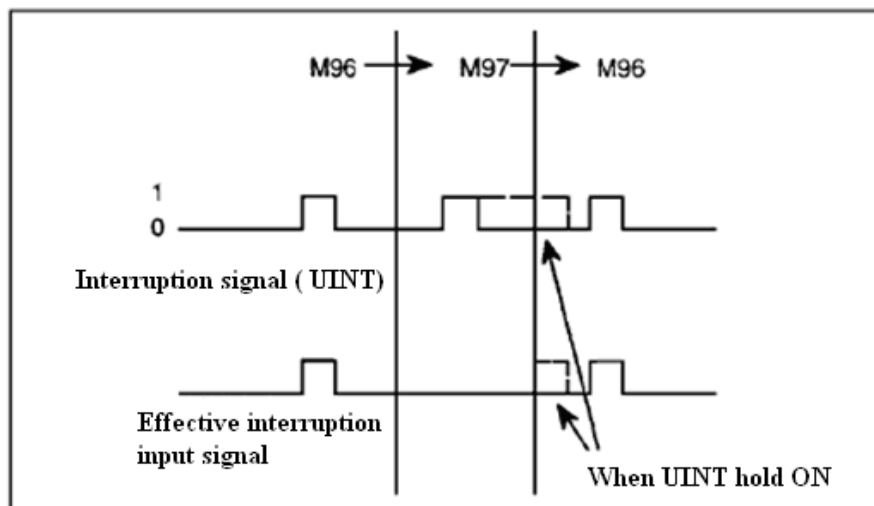 M96 M97 M96
1
0
Interruption signal ( UINT)
Effective interruption
input signal
When UINT hold ON